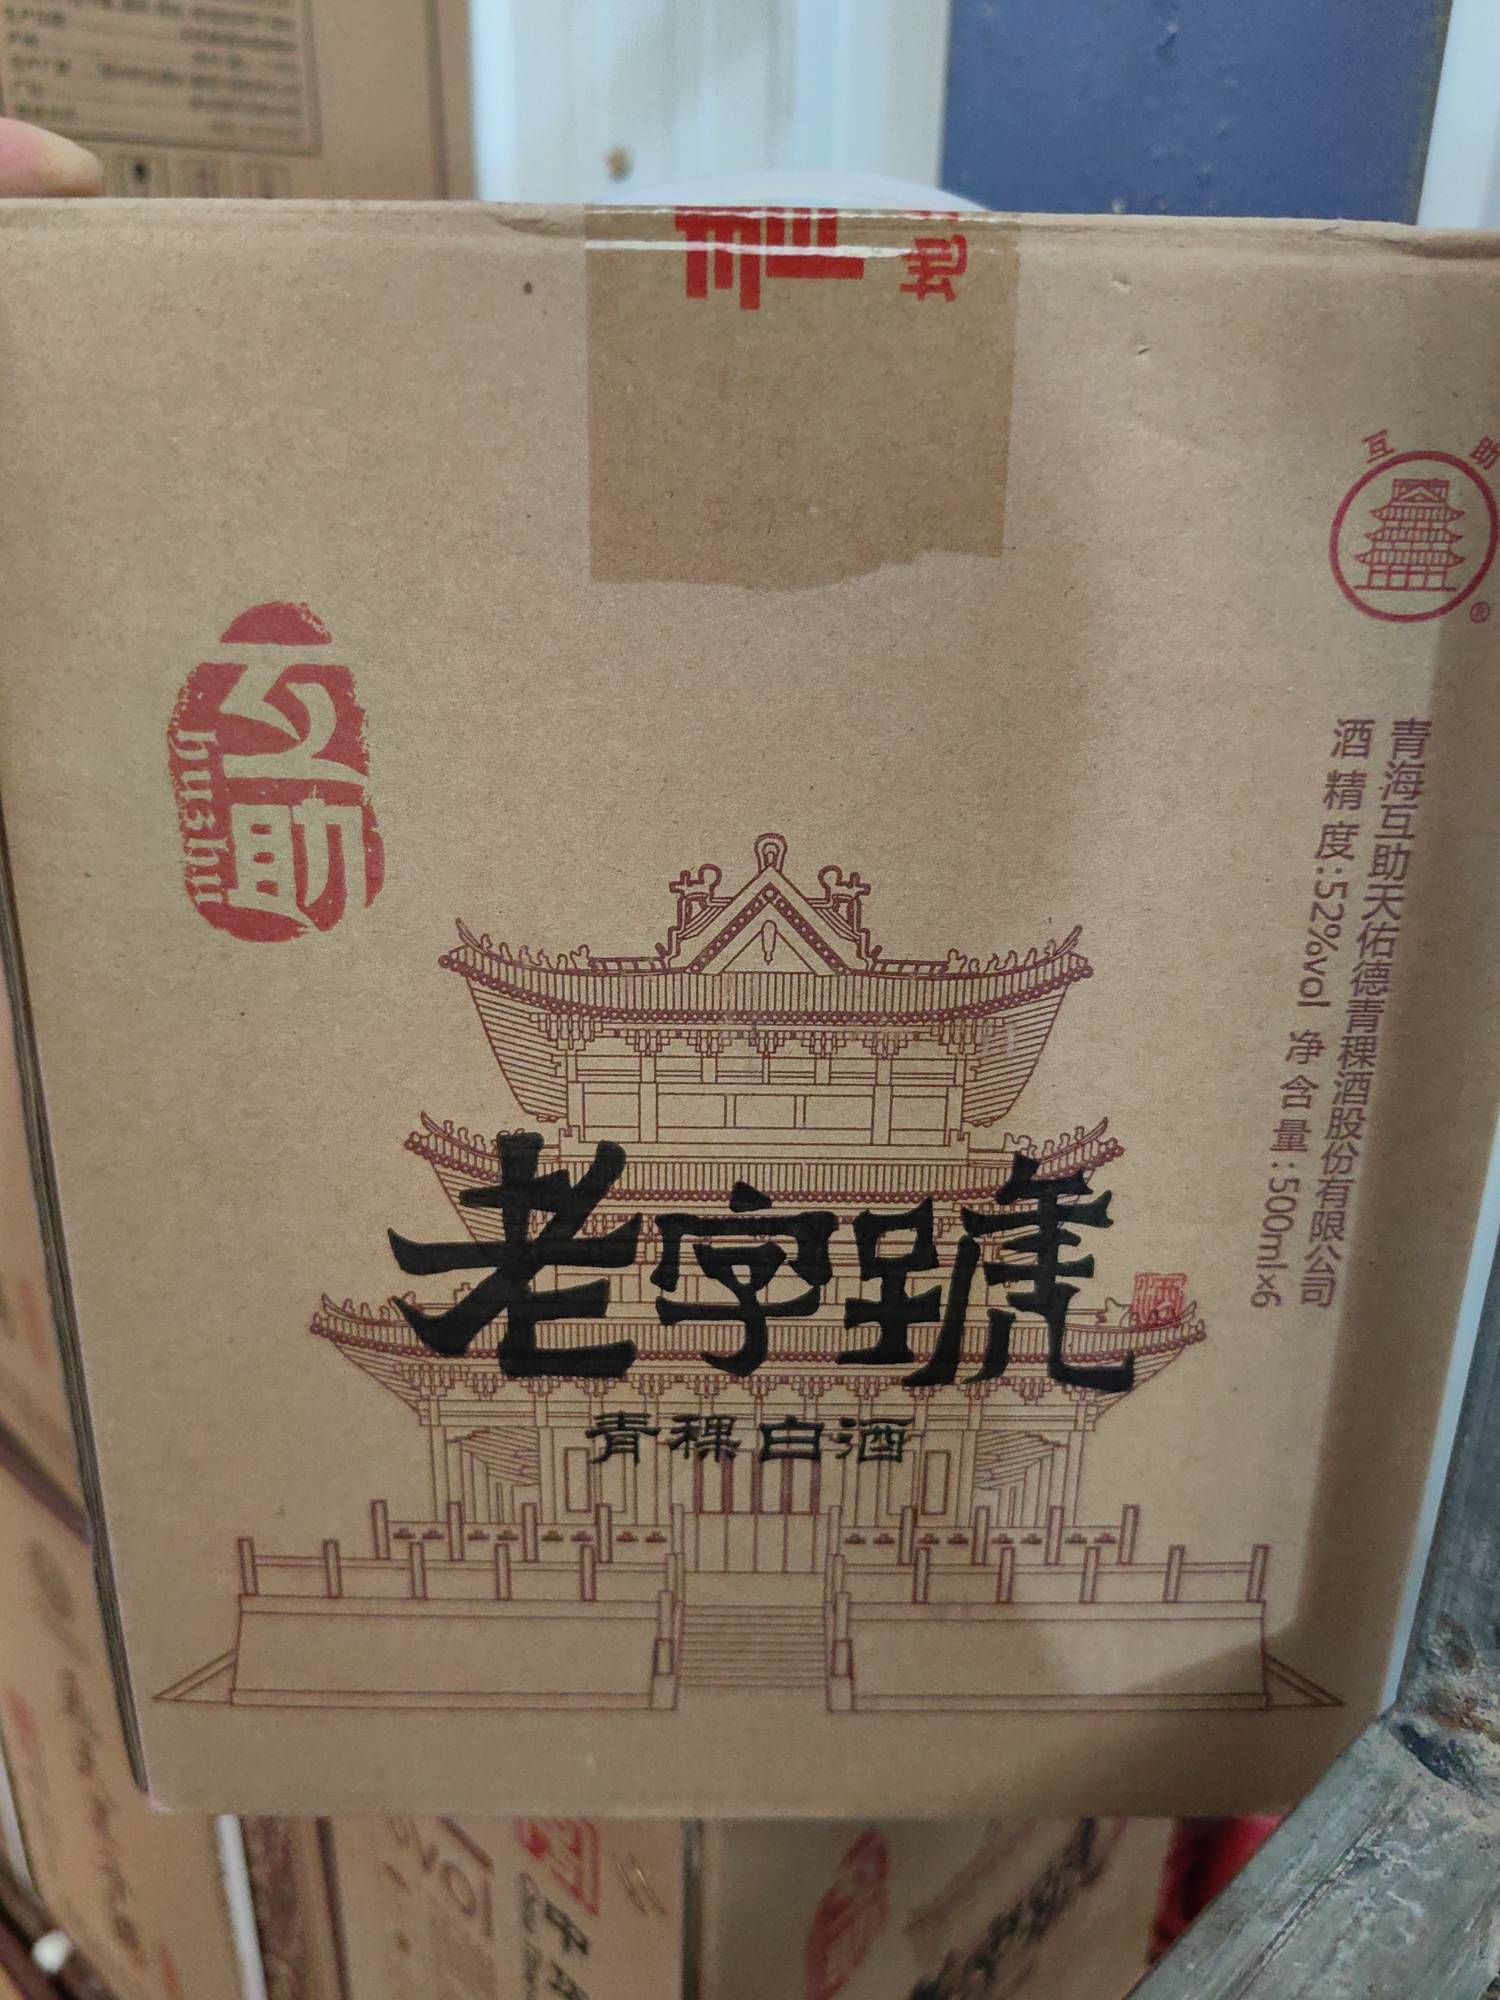 互助
®
互助
huzhu
青海互助天佑德青稞酒股份有限公司
酒精度:52%vol 净含量:500ml×6
老字號
酒
青稞白酒